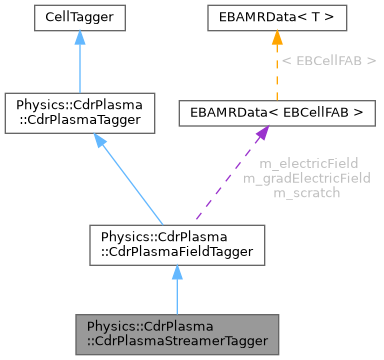 CellTagger
EBAMRData< T >
< EBCellFAB >
Physics::CdrPlasma
::CdrPlasmaTagger
EBAMRData< EBCellFAB >
m_electricField
m_gradElectricField
m_scratch
Physics::CdrPlasma
::CdrPlasmaFieldTagger
Physics::CdrPlasma
::CdrPlasmaStreamerTagger